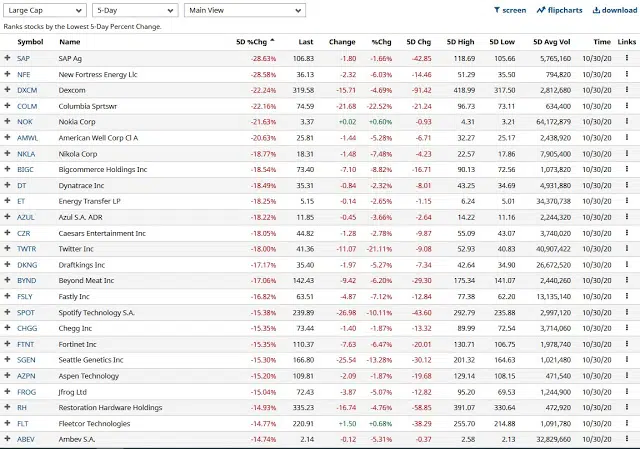 Large Cap 5-Day Main View screen flipcharts download
Ranks stocks by the Lowest 5-Day Percent Change.
Symbol Name 5D %Chg Last Change %Chg 5D Chg 5D High 5D Low 5D Avg Vol Time Links
SAP SAP Ag -28.63% 106.83 -1.80 -1.66% -42.85 118.69 105.66 5,765,160 10/30/20
NFE New Fortress Energy Llc -28.58% 36.13 -2.32 -6.03% -14.46 51.29 35.50 794,820 10/30/20
DXCM Dexcom -22.24% 319.58 -15.71 -4.69% -91.42 418.99 317.50 2,812,680 10/30/20
COLM Columbia Sprtswr -22.16% 74.59 -21.68 -22.52% -21.24 96.73 73.11 634,400 10/30/20
NOK Nokia Corp -21.63% 3.37 +0.02 +0.60% -0.93 4.31 3.21 64,172,879 10/30/20
AMWL American Well Corp Cl A -20.63% 25.81 -1.44 -5.28% -6.71 32.27 25.17 2,438,920 10/30/20
NKLA Nikola Corp -18.77% 18.31 -1.48 -7.48% -4.23 22.57 17.86 7,905,400 10/30/20
BIGC Bigcommerce Holdings Inc -18.54% 73.40 -7.10 -8.82% -16.71 90.13 72.56 1,073,820 10/30/20
DT Dynatrace Inc -18.49% 35.31 -0.84 -2.32% -8.01 43.25 34.69 4,931,880 10/30/20
ET Energy Transfer LP -18.25% 5.15 -0.14 -2.65% -1.15 6.24 5.01 34,370,738 10/30/20
AZUL Azul S.A. ADR -18.22% 11.85 -0.45 -3.66% -2.64 14.22 11.16 2,244,320 10/30/20
CZR Caesars Entertainment Inc -18.05% 44.82 -1.28 -2.78% -9.87 55.09 43.07 3,740,020 10/30/20
TWTR Twitter Inc -18.00% 41.36 -11.07 -21.11% -9.08 52.93 40.83 40,907,422 10/30/20
DKNG Draftkings Inc -17.17% 35.40 -1.97 -5.27% -7.34 42.64 34.90 26,672,520 10/30/20
BYND Beyond Meat Inc -17.06% 142.43 -9.42 -6.20% -29.30 175.34 141.07 2,440,260 10/30/20
FSLY Fastly Inc -16.82% 63.51 -4.87 -7.12% -12.84 77.38 62.20 13,135,140 10/30/20
SPOT Spotify Technology S.A. -15.38% 239.89 -26.98 -10.11% -43.60 292.79 235.88 2,997,120 10/30/20
CHGG Chegg Inc -15.35% 73.44 -1.40 -1.87% -13.32 89.99 72.54 3,714,060 10/30/20
FTNT Fortinet Inc -15.35% 110.37 -7.63 -6.47% -20.01 130.71 106.75 1,978,740 10/30/20
SGEN Seattle Genetics Inc -15.30% 166.80 -25.54 -13.28% -30.12 201.32 164.63 1,021,480 10/30/20
AZPN Aspen Technology -15.20% 109.81 -2.09 -1.87% -19.68 129.14 108.15 471,540 10/30/20
FROG Jfrog Ltd -15.04% 72.43 -3.87 -5.07% -12.82 95.20 69.53 1,244,900 10/30/20
RH Restoration Hardware Holdings -14.93% 335.23 -16.74 -4.76% -58.85 391.07 330.64 472,920 10/30/20
FLT Fleetcor Technologies -14.77% 220.91 +1.50 +0.68% -38.29 255.70 214.88 1,091,780 10/30/20
ABEV Ambev S.A. -14.74% 2.14 -0.12 -5.31% -0.37 2.58 2.13 32,829,660 10/30/20